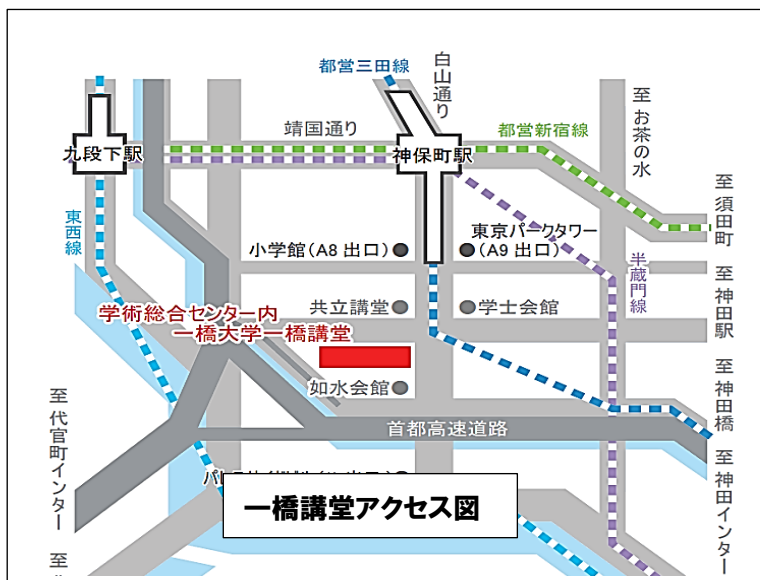 都営三田線
白山通り
至お茶の水
靖国通り
都営新宿線
九段下駅
神保町駅
至須田町
東西線
小学館（A8 出口）
東京パークタワー
（A9 出口）
半蔵門線
至神田駅
共立講堂
学士会館
学術総合センター内
一橋大学一橋講堂
如水会館
至神田橋
至代官町インター
首都高速道路
至神田インター
一橋講堂アクセス図
至